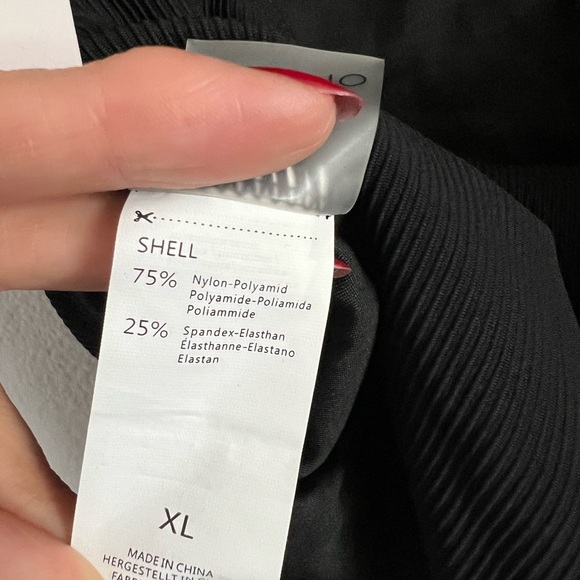 SHELL
75% Nylon-Polyamid
Polyamide-Poliamida
Poliammide
25% Spandex-Elasthan
Élasthanne-Elastano
Elastan
XL
MADE IN CHINA
HERGESTELLT IN